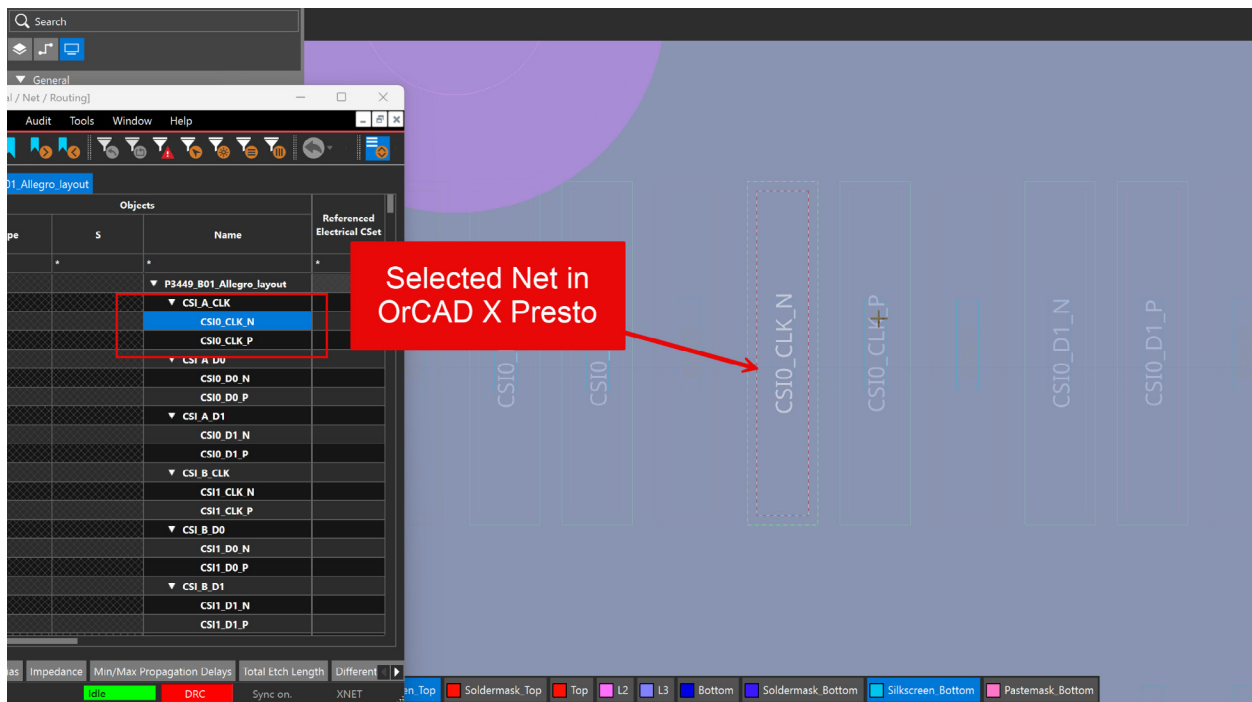 Search
General
al / Net / Routing]
Audit Tools Window Help
01_Allegro_layout
Objects
Referenced
Electrical CSet
pe S Name
* * *
P3449_B01_Allegro_layout
CSI_A_CLK
CSI0_CLK_N
CSI0_CLK_P
CSI_A_D0
CSI0_D0_N
CSI0_D0_P
CSI_A_D1
CSI0_D1_N
CSI0_D1_P
CSI_B_CLK
CSI1_CLK_N
CSI1_CLK_P
CSI_B_D0
CSI1_D0_N
CSI1_D0_P
CSI_B_D1
CSI1_D1_N
CSI1_D1_P
Impedance Min/Max Propagation Delays Total Etch Length Different
Idle DRC Sync on. XNET
Selected Net in
OrCAD X Presto
CSI0
CSI0
CSI0_CLK_N
CSI0_CLK_P
CSI0_D1_N
CSI0_D1_P
en_Top Soldermask_Top Top L2 L3 Bottom Soldermask_Bottom Silkscreen_Bottom Pastemask_Bottom